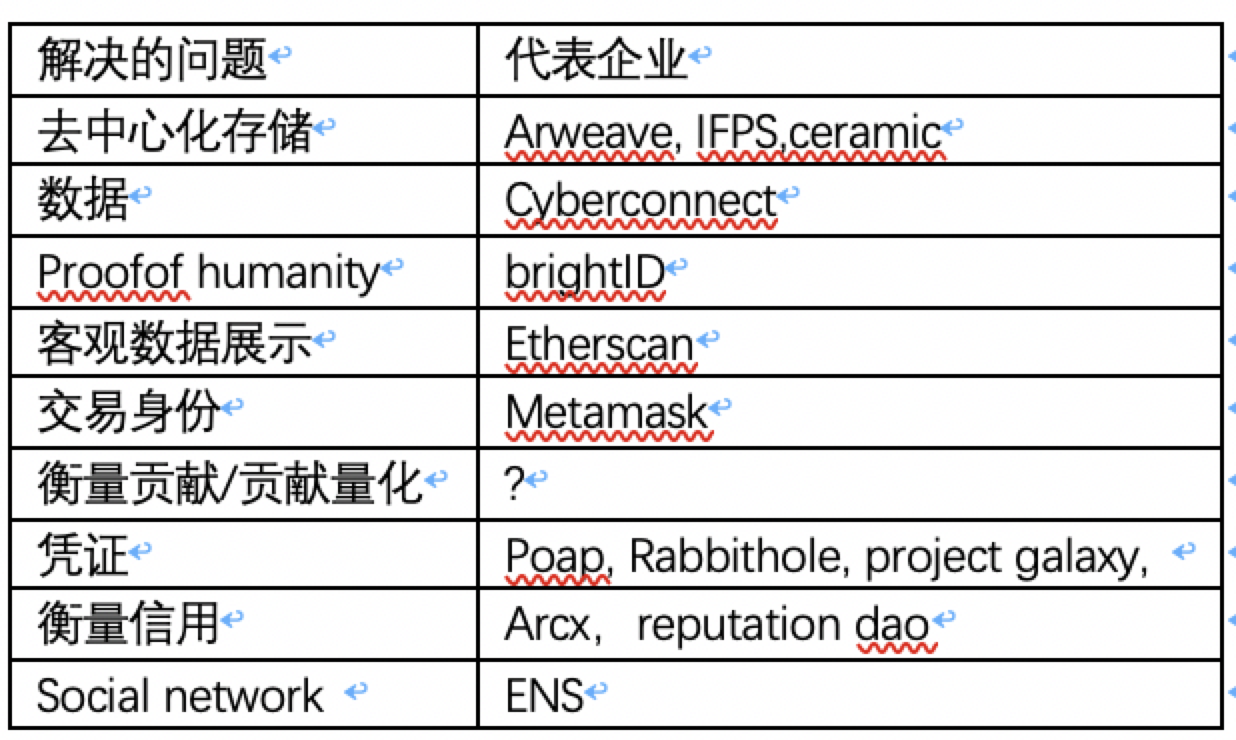 解决的问题 代表企业
去中心化存储 Arweave, IFPS,ceramic
数据 Cyberconnect
Proofof humanity brightID
客观数据展示 Etherscan
交易身份 Metamask
衡量贡献/贡献量化 ?
凭证 Poap, Rabbithole, project galaxy,
衡量信用 Arcx， reputation dao
Social network ENS